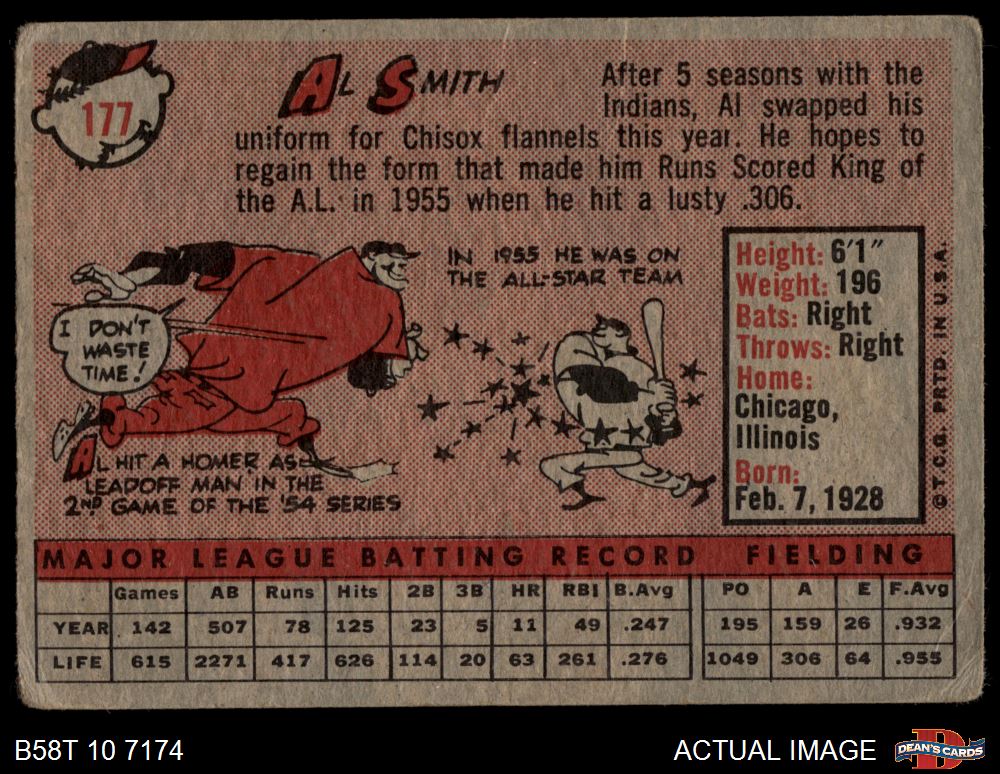 177
AL SMITH
After 5 seasons with the
Indians, Al swapped his
uniform for Chisox flannels this year. He hopes to
regain the form that made him Runs Scored King of
the A.L. in 1955 when he hit a lusty .306.
IN 1955 HE WAS ON
THE ALL-STAR TEAM
I DON'T
WASTE
TIME!
AL HIT A HOMER AS
LEADOFF MAN IN THE
2ND GAME OF THE '54 SERIES
Height: 6'1"
Weight: 196
Bats: Right
Throws: Right
Home:
Chicago,
Illinois
Born:
Feb. 7, 1928
© T.C.G. PRTD. IN U.S.A.
MAJOR LEAGUE BATTING RECORD FIELDING
Games AB Runs Hits 2B 3B HR RBI B.Avg PO A E F.Avg
YEAR 142 507 78 125 23 5 11 49 .247 195 159 26 .932
LIFE 615 2271 417 626 114 20 63 261 .276 1049 306 64 .955
B58T 10 7174
ACTUAL IMAGE
DEAN'S CARDS